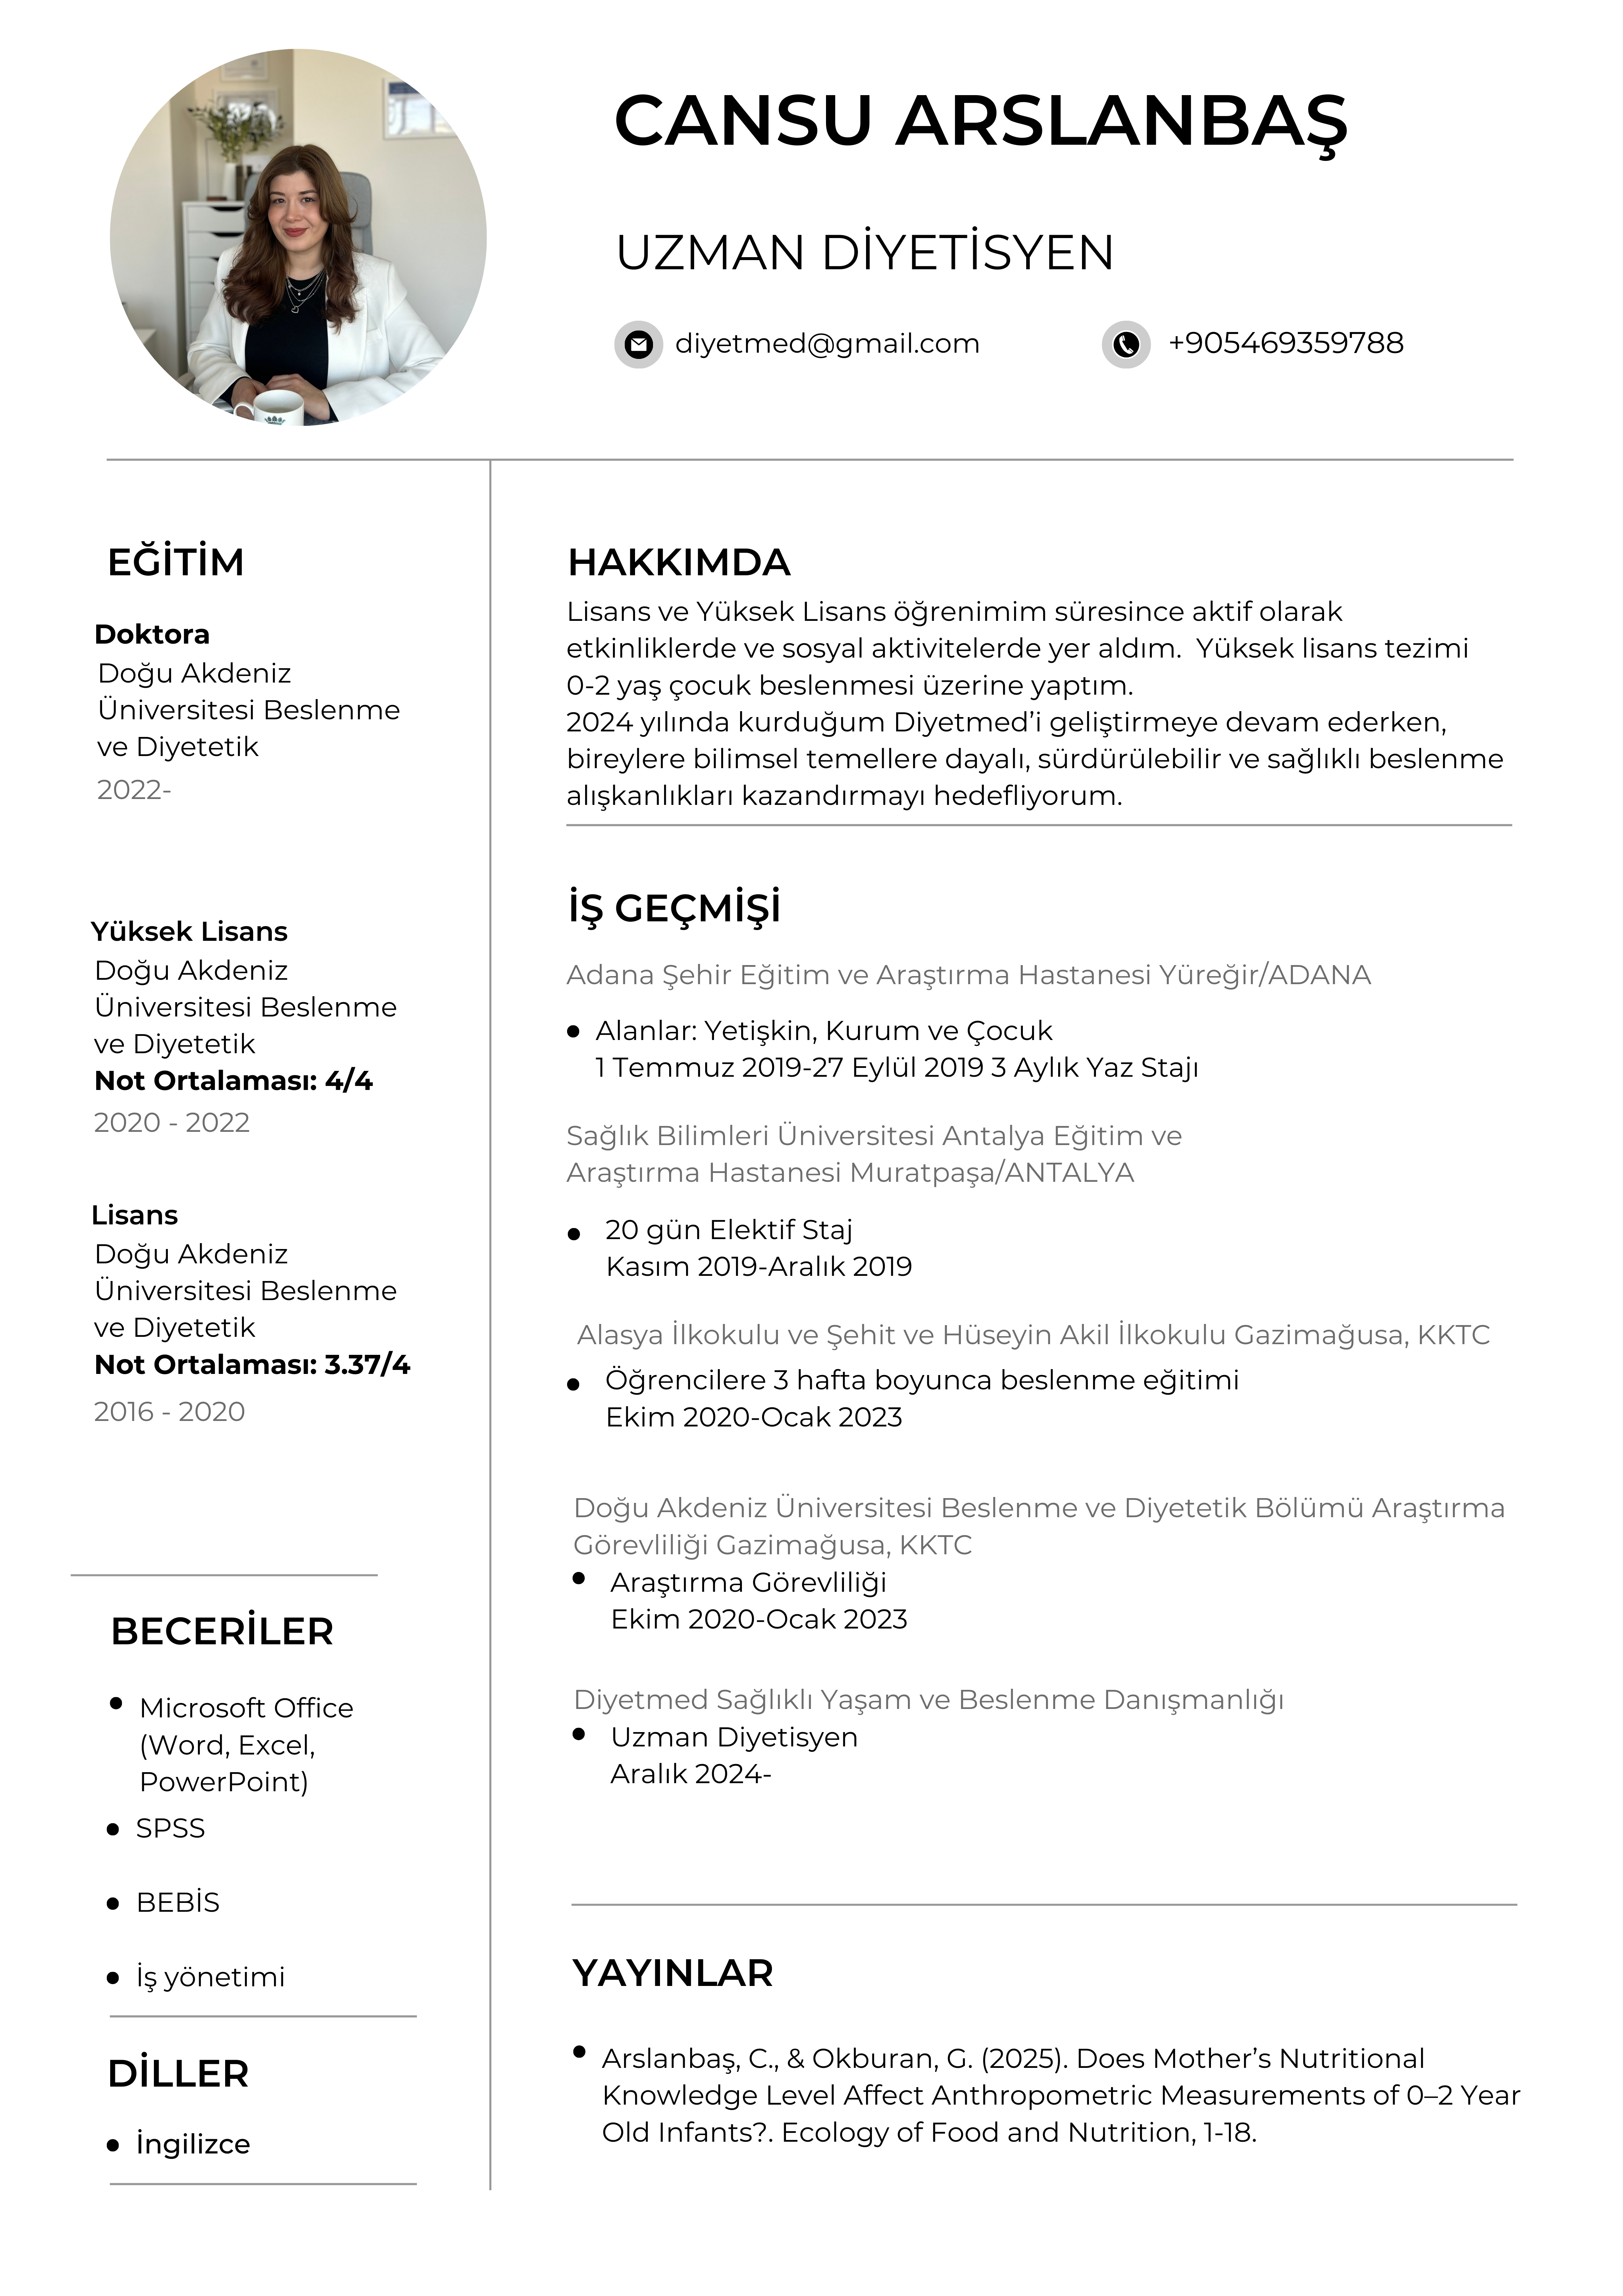 CANSU ARSLANBAŞ
UZMAN DİYETİSYEN
diyetmed@gmail.com
+905469359788
EĞİTİM
Doktora
Doğu Akdeniz
Üniversitesi Beslenme
ve Diyetetik
2022-
Yüksek Lisans
Doğu Akdeniz
Üniversitesi Beslenme
ve Diyetetik
Not Ortalaması: 4/4
2020 - 2022
Lisans
Doğu Akdeniz
Üniversitesi Beslenme
ve Diyetetik
Not Ortalaması: 3.37/4
2016 - 2020
BECERİLER
• Microsoft Office
(Word, Excel,
PowerPoint)
• SPSS
• BEBİS
• İş yönetimi
DİLLER
• İngilizce
HAKKIMDA
Lisans ve Yüksek Lisans öğrenimim süresince aktif olarak
etkinliklerde ve sosyal aktivitelerde yer aldım. Yüksek lisans tezimi
0-2 yaş çocuk beslenmesi üzerine yaptım.
2024 yılında kurduğum Diyetmed’i geliştirmeye devam ederken,
bireylere bilimsel temellere dayalı, sürdürülebilir ve sağlıklı beslenme
alışkanlıkları kazandırmayı hedefliyorum.
İŞ GEÇMİŞİ
Adana Şehir Eğitim ve Araştırma Hastanesi Yüreğir/ADANA
• Alanlar: Yetişkin, Kurum ve Çocuk
1 Temmuz 2019-27 Eylül 2019 3 Aylık Yaz Stajı
Sağlık Bilimleri Üniversitesi Antalya Eğitim ve
Araştırma Hastanesi Muratpaşa/ANTALYA
• 20 gün Elektif Staj
Kasım 2019-Aralık 2019
Alasya İlkokulu ve Şehit ve Hüseyin Akil İlkokulu Gazimağusa, KKTC
• Öğrencilere 3 hafta boyunca beslenme eğitimi
Ekim 2020-Ocak 2023
Doğu Akdeniz Üniversitesi Beslenme ve Diyetetik Bölümü Araştırma
Görevliliği Gazimağusa, KKTC
• Araştırma Görevliliği
Ekim 2020-Ocak 2023
Diyetmed Sağlıklı Yaşam ve Beslenme Danışmanlığı
• Uzman Diyetisyen
Aralık 2024-
YAYINLAR
• Arslanbaş, C., & Okburan, G. (2025). Does Mother’s Nutritional
Knowledge Level Affect Anthropometric Measurements of 0–2 Year
Old Infants?. Ecology of Food and Nutrition, 1-18.